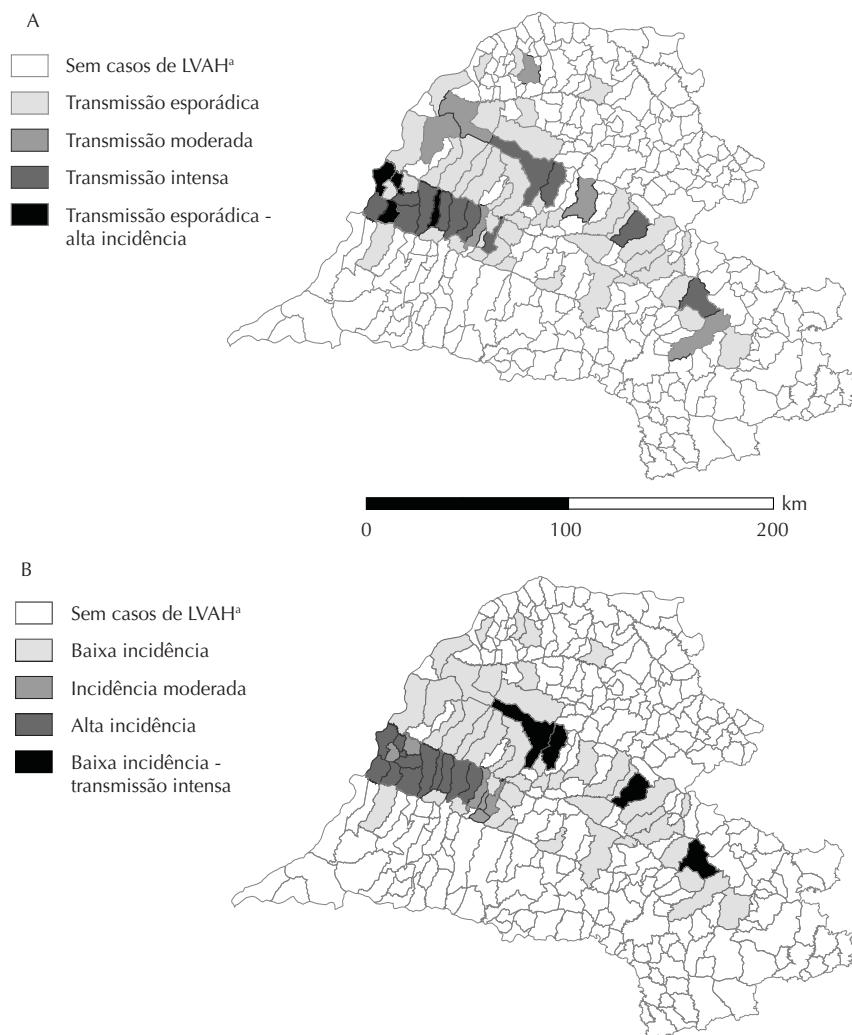 A
Sem casos de LVAHª
Transmissão esporádica
Transmissão moderada
Transmissão intensa
Transmissão esporádica -
alta incidência
km
0 100 200
B
Sem casos de LVAHª
Baixa incidência
Incidência moderada
Alta incidência
Baixa incidência -
transmissão intensa